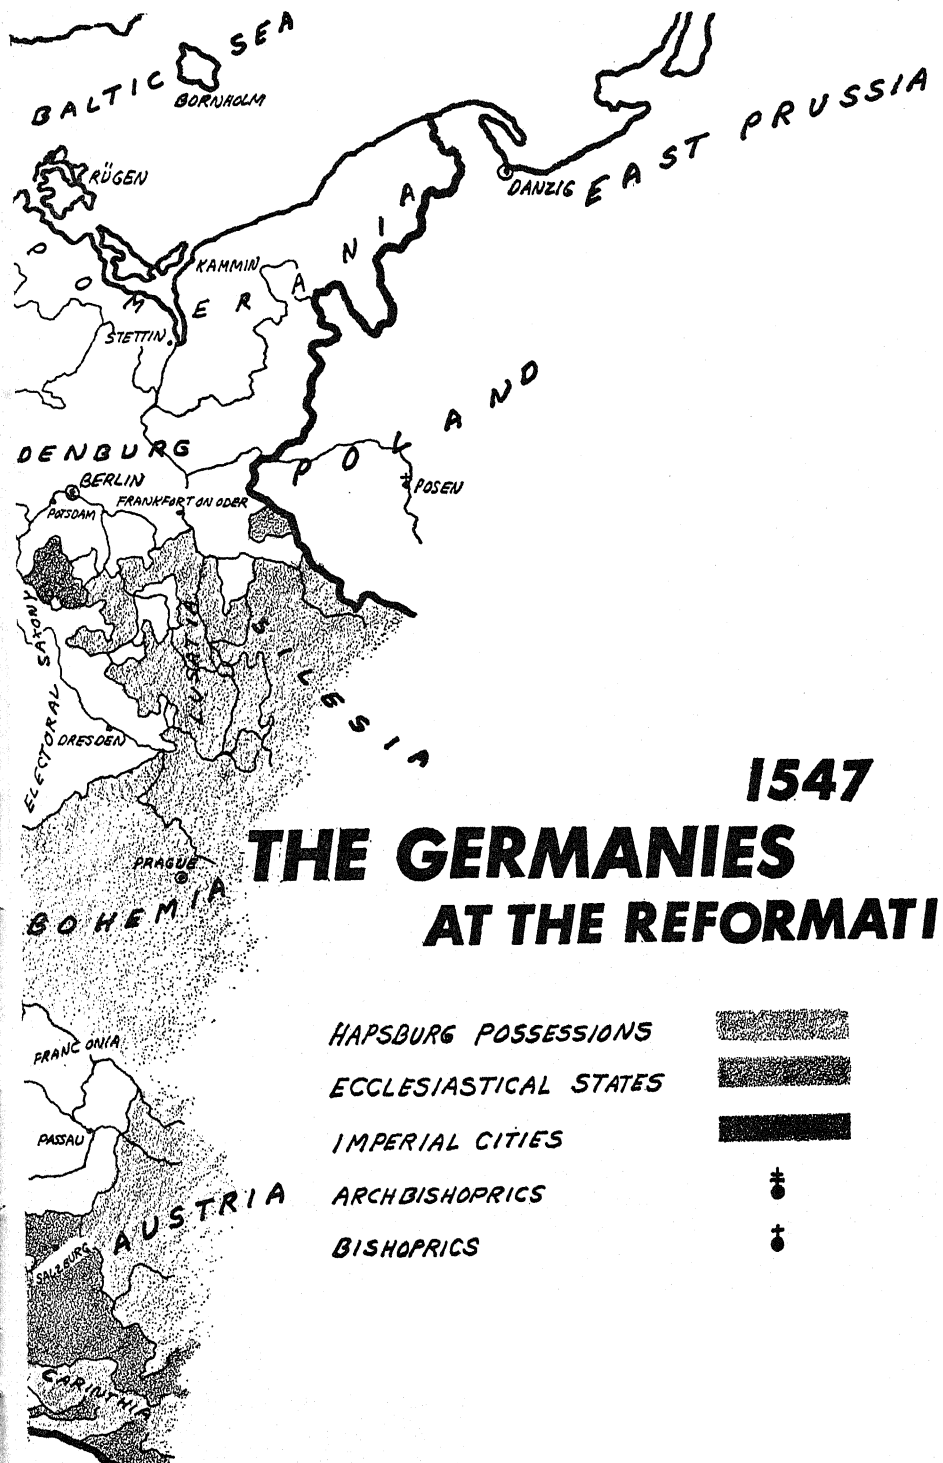 BALTIC SEA
BORNHOLM
EAST PRUSSIA
RÜGEN
DANZIG
POMERANIA
KAMMIN
STETTIN
POLAND
DENBURG
BERLIN
POSEN
POTSDAM
FRANKFORT ON ODER
ELECTORAL SAXONY
LUSATIA
SILESIA
DRESDEN
1547
THE GERMANIES
AT THE REFORMATI
PRAGUE
BOHEMIA
FRANCONIA
HAPSBURG POSSESSIONS
ECCLESIASTICAL STATES
PASSAU
IMPERIAL CITIES
ARCHBISHOPRICS
AUSTRIA
BISHOPRICS
SALZBURG
CARINTHIA